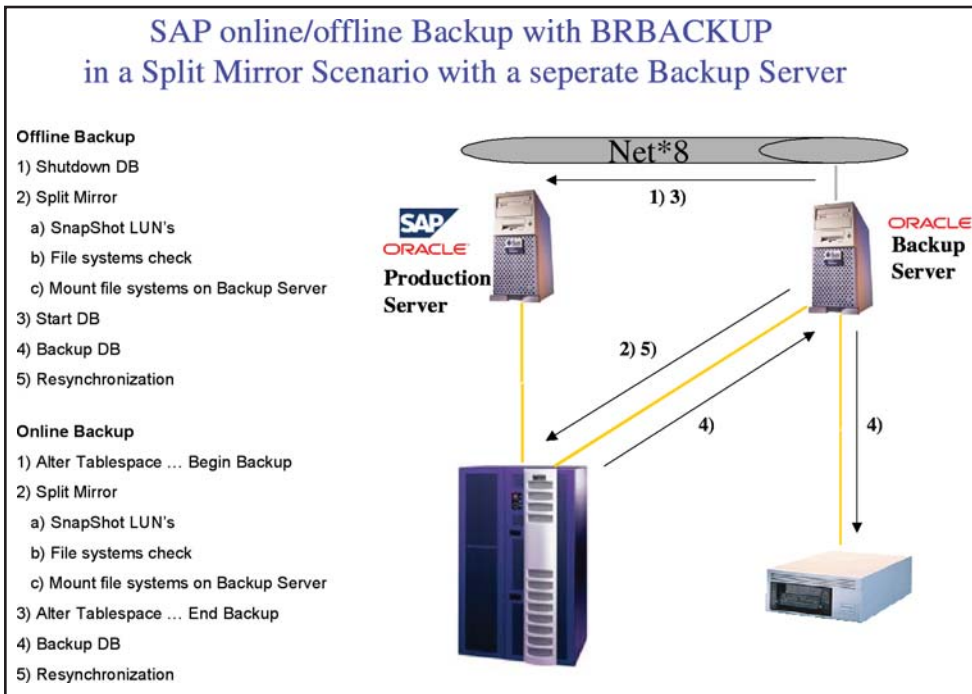 SAP online/offline Backup with BRBACKUP
in a Split Mirror Scenario with a seperate Backup Server
Offline Backup
1) Shutdown DB
2) Split Mirror
a) SnapShot LUN's
b) File systems check
c) Mount file systems on Backup Server
3) Start DB
4) Backup DB
5) Resynchronization
Online Backup
1) Alter Tablespace … Begin Backup
2) Split Mirror
a) SnapShot LUN's
b) File systems check
c) Mount file systems on Backup Server
3) Alter Tablespace … End Backup
4) Backup DB
5) Resynchronization
Net*8
1) 3)
SAP
ORACLE
Production
Server
ORACLE
Backup
Server
2) 5)
4)
4)